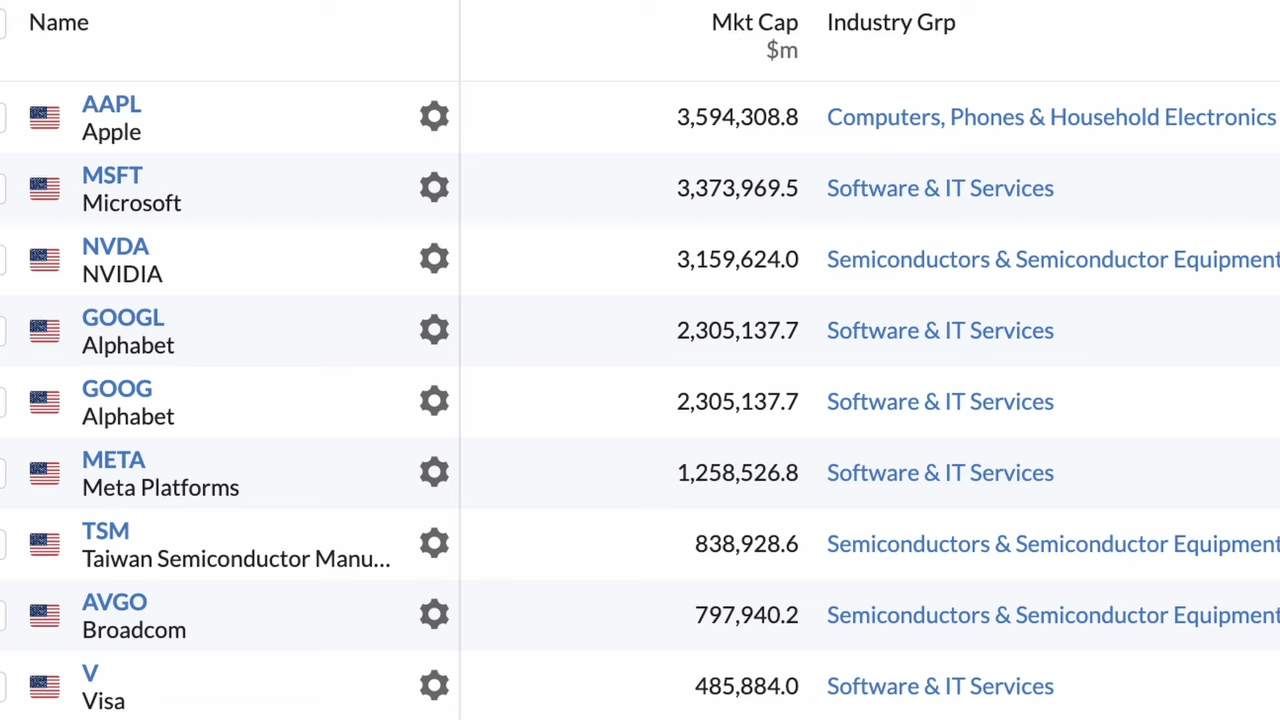 Name Mkt Cap Industry Grp
$m
AAPL
Apple
3,594,308.8 Computers, Phones & Household Electronics
MSFT
Microsoft
3,373,969.5 Software & IT Services
NVDA
NVIDIA
3,159,624.0 Semiconductors & Semiconductor Equipment
GOOGL
Alphabet
2,305,137.7 Software & IT Services
GOOG
Alphabet
2,305,137.7 Software & IT Services
META
Meta Platforms
1,258,526.8 Software & IT Services
TSM
Taiwan Semiconductor Manu...
838,928.6 Semiconductors & Semiconductor Equipment
AVGO
Broadcom
797,940.2 Semiconductors & Semiconductor Equipment
V
Visa
485,884.0 Software & IT Services